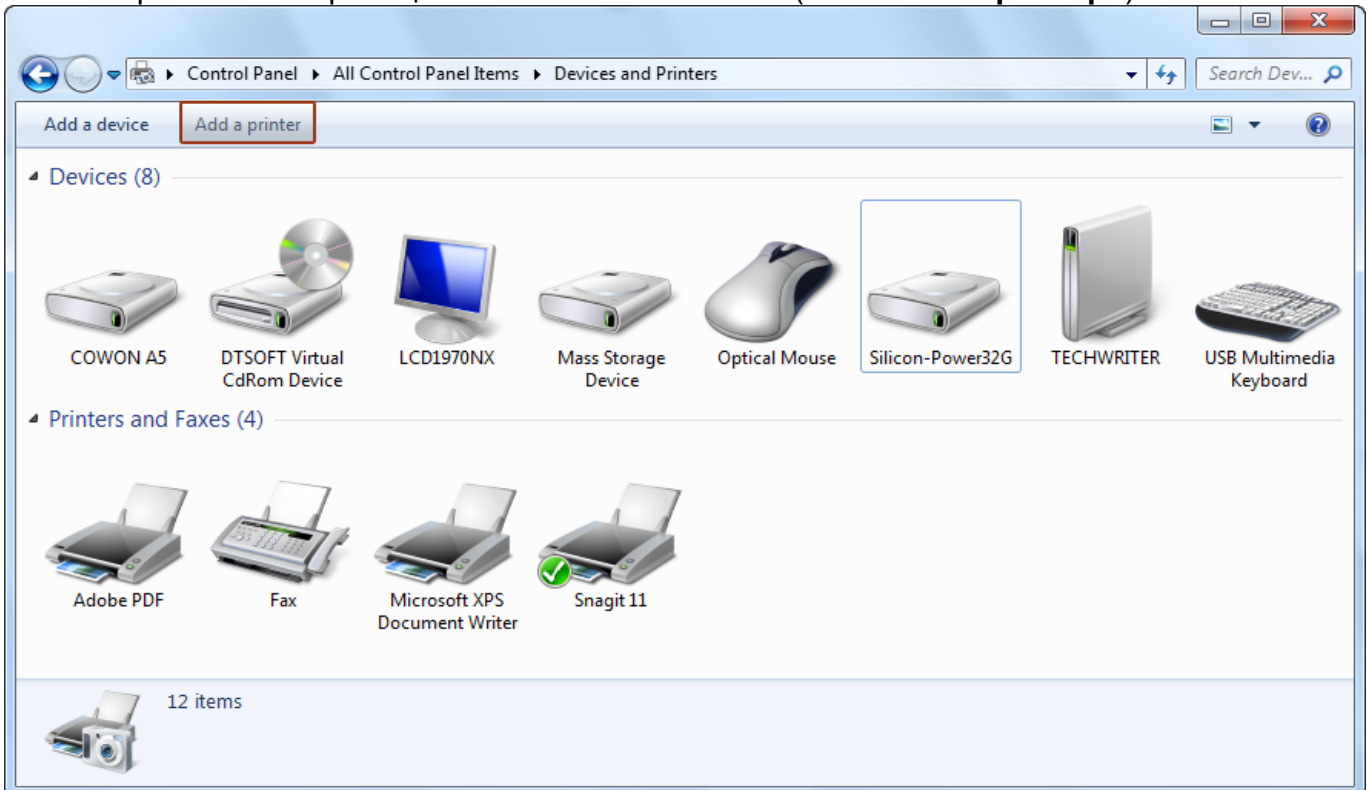 Control Panel ▸ All Control Panel Items ▸ Devices and Printers
Search Dev...
Add a device Add a printer
Devices (8)
COWON A5
DTSOFT Virtual
CdRom Device
LCD1970NX
Mass Storage
Device
Optical Mouse
Silicon-Power32G
TECHWRITER
USB Multimedia
Keyboard
Printers and Faxes (4)
Adobe PDF
Fax
Microsoft XPS
Document Writer
Snagit 11
12 items